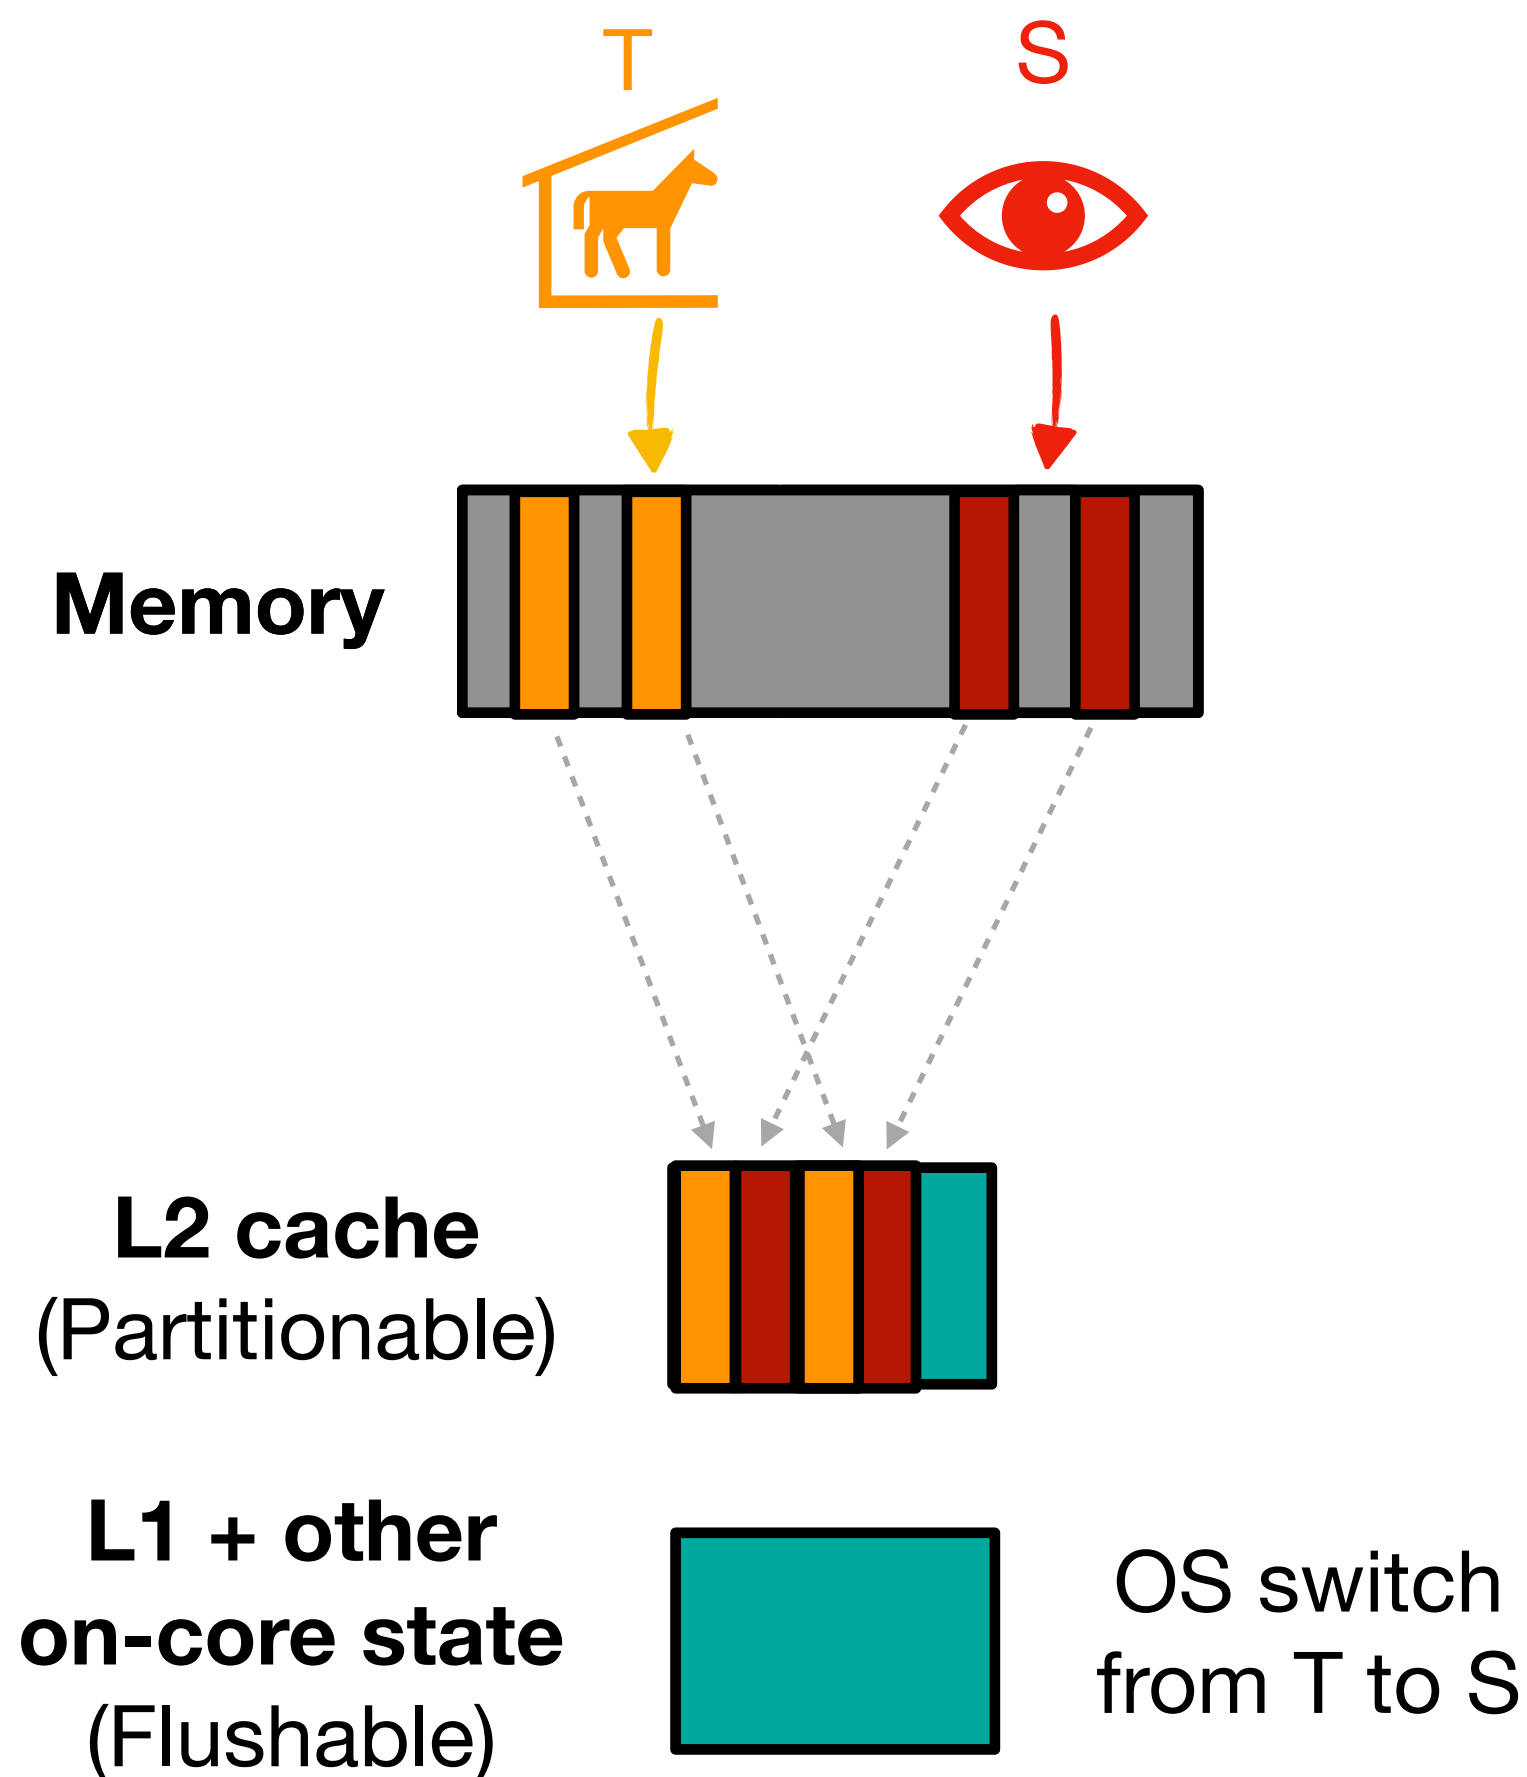 T
S
Memory
L2 cache
(Partitionable)
L1 + other
on-core state
(Flushable)
OS switch
from T to S